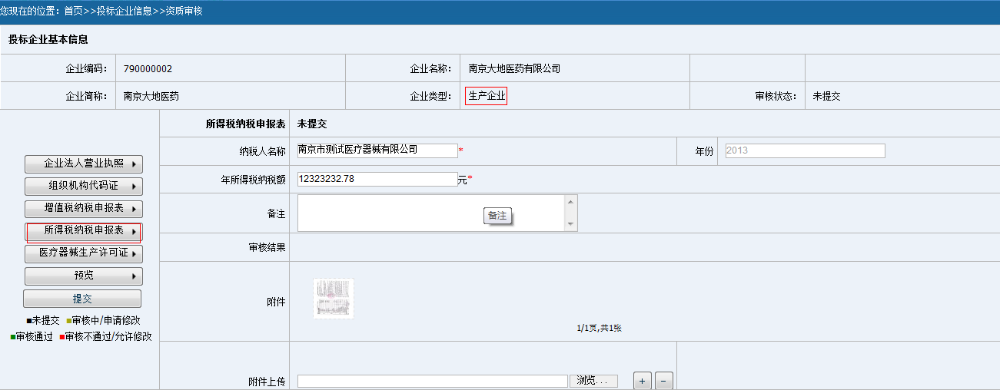 您现在的位置：首页>>投标企业信息>>资质审核
投标企业基本信息
企业编码： 790000002 企业名称： 南京大地医药有限公司
企业简称： 南京大地医药 企业类型： 生产企业 审核状态： 未提交
所得税纳税申报表 未提交
纳税人名称 南京市测试医疗器械有限公司 * 年份 2013
年所得税纳税额 12323232.78 元*
备注 备注
审核结果
附件
1/1页,共1张
附件上传 浏览... + -
企业法人营业执照
组织机构代码证
增值税纳税申报表
所得税纳税申报表
医疗器械生产许可证
预览
提交
■未提交 ■审核中/申请修改
■审核通过 ■审核不通过/允许修改